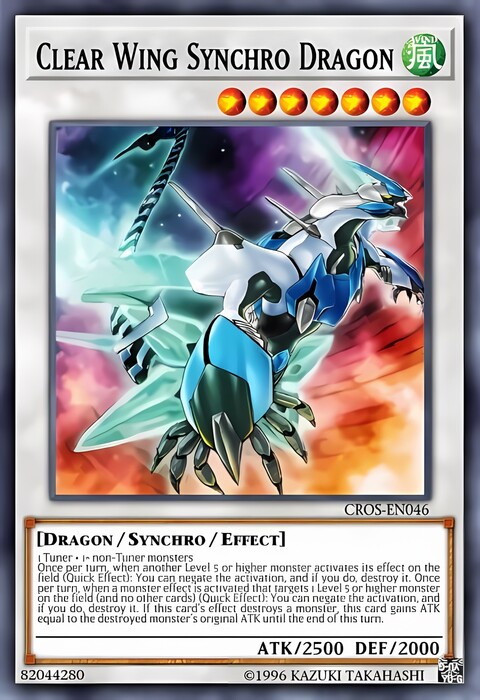 CLEAR WING SYNCHRO DRAGON 風
CROS-EN046
[DRAGON / SYNCHRO / EFFECT]
1 Tuner + 1+ non-Tuner monsters
Once per turn, when another Level 5 or higher monster activates its effect on the
field (Quick Effect): You can negate the activation, and if you do, destroy it. Once
per turn, when a monster effect is activated that targets 1 Level 5 or higher monster
on the field (and no other cards) (Quick Effect): You can negate the activation, and
if you do, destroy it. If this card's effect destroys a monster, this card gains ATK
equal to the destroyed monster's original ATK until the end of this turn.
ATK/2500 DEF/2000
82044280 ©1996 KAZUKI TAKAHASHI